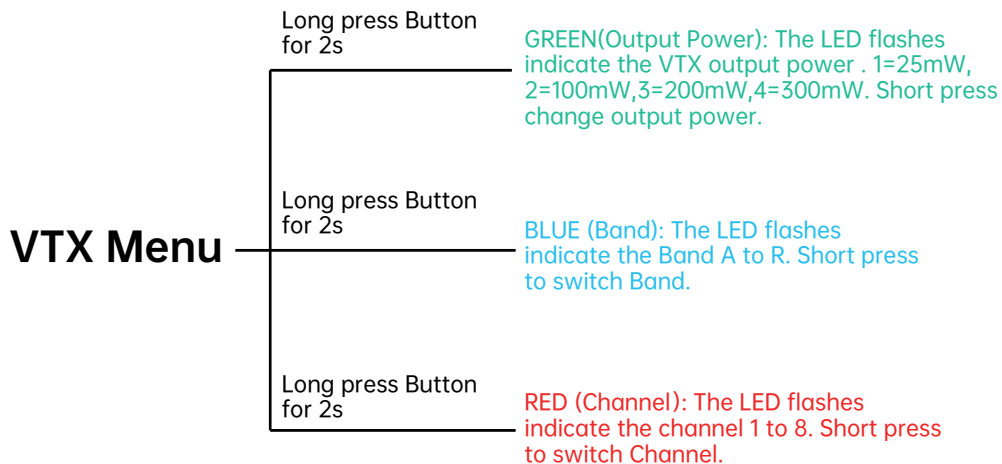 Long press Button
for 2s
GREEN(Output Power): The LED flashes
indicate the VTX output power . 1=25mW,
2=100mW,3=200mW,4=300mW. Short press
change output power.
Long press Button
for 2s
VTX Menu
BLUE (Band): The LED flashes
indicate the Band A to R. Short press
to switch Band.
Long press Button
for 2s
RED (Channel): The LED flashes
indicate the channel 1 to 8. Short press
to switch Channel.